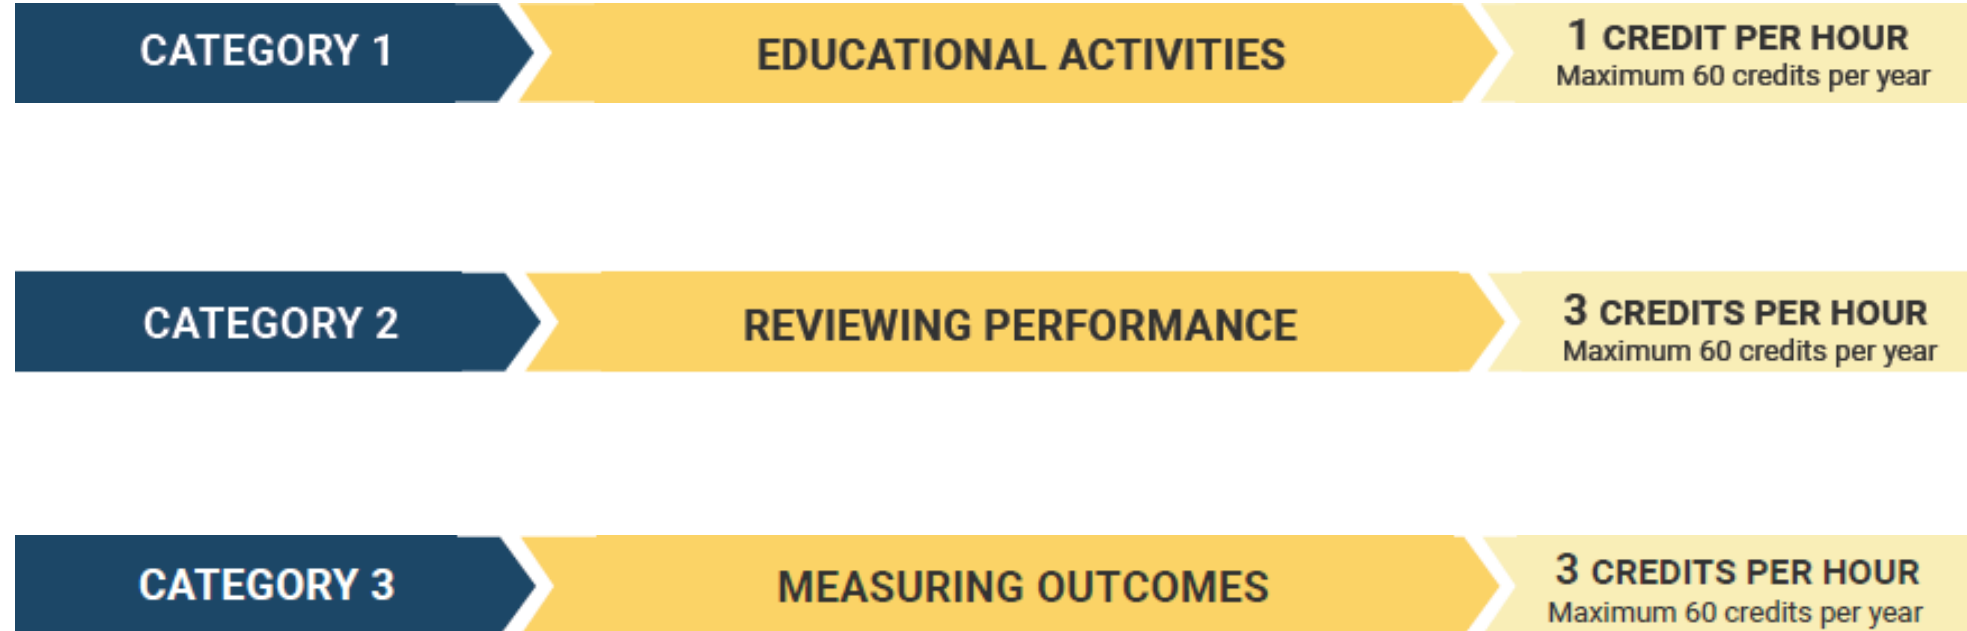 CATEGORY 1
EDUCATIONAL ACTIVITIES
1 CREDIT PER HOUR
Maximum 60 credits per year
CATEGORY 2
REVIEWING PERFORMANCE
3 CREDITS PER HOUR
Maximum 60 credits per year
CATEGORY 3
MEASURING OUTCOMES
3 CREDITS PER HOUR
Maximum 60 credits per year